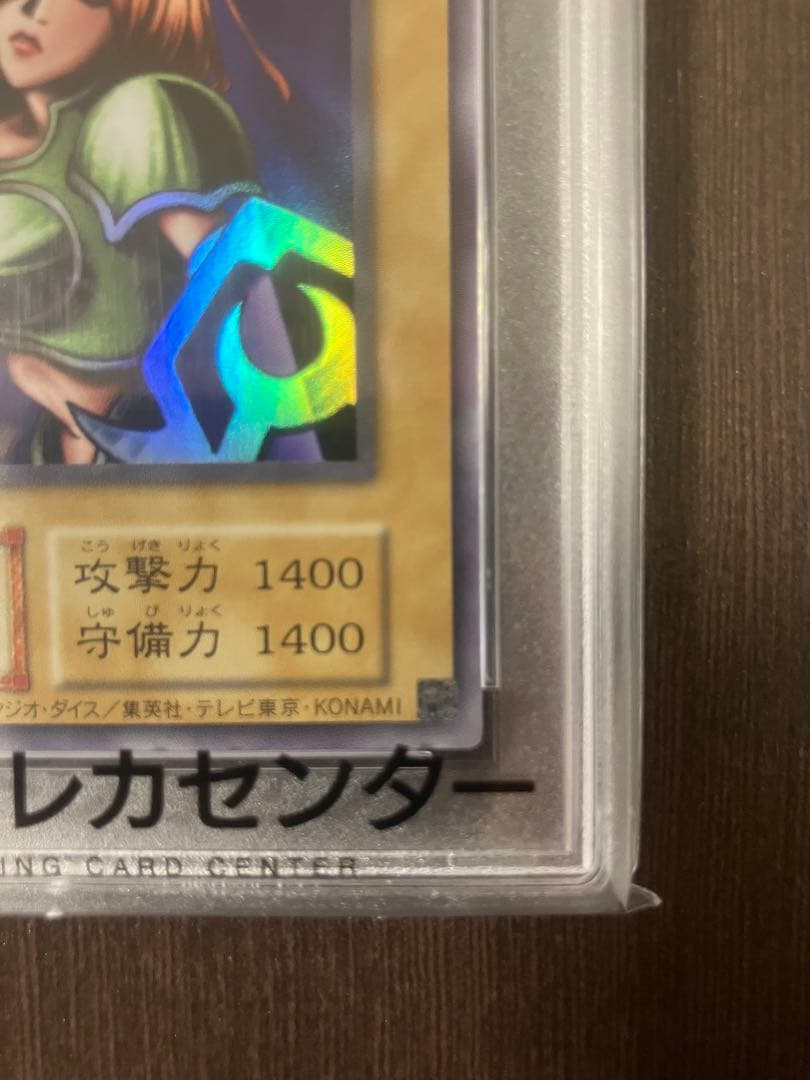 こう げき りょく
攻撃力 1400
しゅ び りょく
守備力 1400
ジオ・ダイス／集英社・テレビ東京・KONAMI
レカセンター
ING CARD CENTER